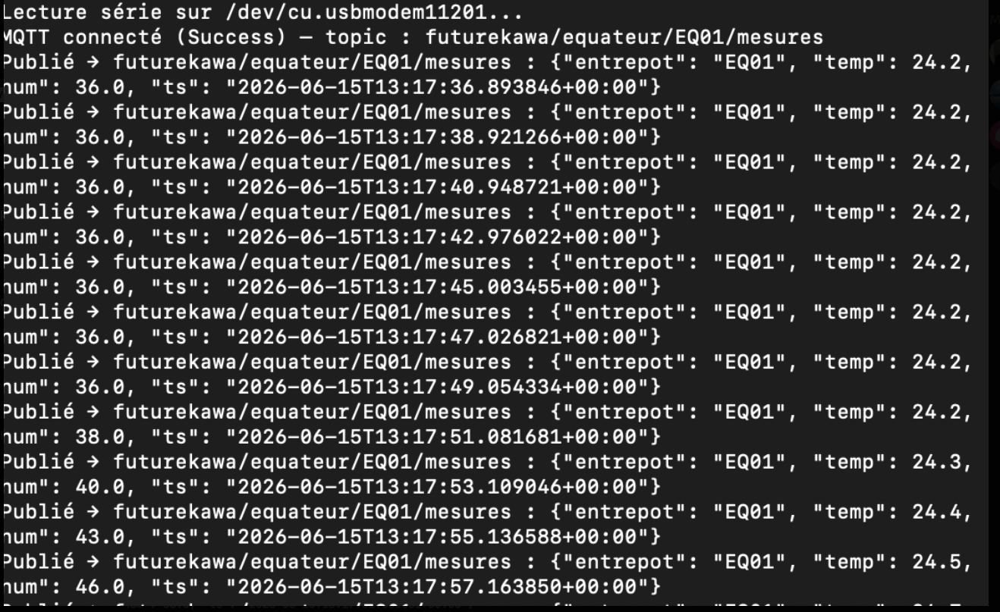 Lecture série sur /dev/cu.usbmodem11201...
MQTT connecté (Success) — topic : futurekawa/equateur/EQ01/mesures
Publié → futurekawa/equateur/EQ01/mesures : {"entrepot": "EQ01", "temp": 24.2,
hum": 36.0, "ts": "2026-06-15T13:17:36.893846+00:00"}
Publié → futurekawa/equateur/EQ01/mesures : {"entrepot": "EQ01", "temp": 24.2,
hum": 36.0, "ts": "2026-06-15T13:17:38.921266+00:00"}
Publié → futurekawa/equateur/EQ01/mesures : {"entrepot": "EQ01", "temp": 24.2,
hum": 36.0, "ts": "2026-06-15T13:17:40.948721+00:00"}
Publié → futurekawa/equateur/EQ01/mesures : {"entrepot": "EQ01", "temp": 24.2,
hum": 36.0, "ts": "2026-06-15T13:17:42.976022+00:00"}
Publié → futurekawa/equateur/EQ01/mesures : {"entrepot": "EQ01", "temp": 24.2,
hum": 36.0, "ts": "2026-06-15T13:17:45.003455+00:00"}
Publié → futurekawa/equateur/EQ01/mesures : {"entrepot": "EQ01", "temp": 24.2,
hum": 36.0, "ts": "2026-06-15T13:17:47.026821+00:00"}
Publié → futurekawa/equateur/EQ01/mesures : {"entrepot": "EQ01", "temp": 24.2,
hum": 36.0, "ts": "2026-06-15T13:17:49.054334+00:00"}
Publié → futurekawa/equateur/EQ01/mesures : {"entrepot": "EQ01", "temp": 24.2,
hum": 38.0, "ts": "2026-06-15T13:17:51.081681+00:00"}
Publié → futurekawa/equateur/EQ01/mesures : {"entrepot": "EQ01", "temp": 24.3,
hum": 40.0, "ts": "2026-06-15T13:17:53.109046+00:00"}
Publié → futurekawa/equateur/EQ01/mesures : {"entrepot": "EQ01", "temp": 24.4,
hum": 43.0, "ts": "2026-06-15T13:17:55.136588+00:00"}
Publié → futurekawa/equateur/EQ01/mesures : {"entrepot": "EQ01", "temp": 24.5,
hum": 46.0, "ts": "2026-06-15T13:17:57.163850+00:00"}